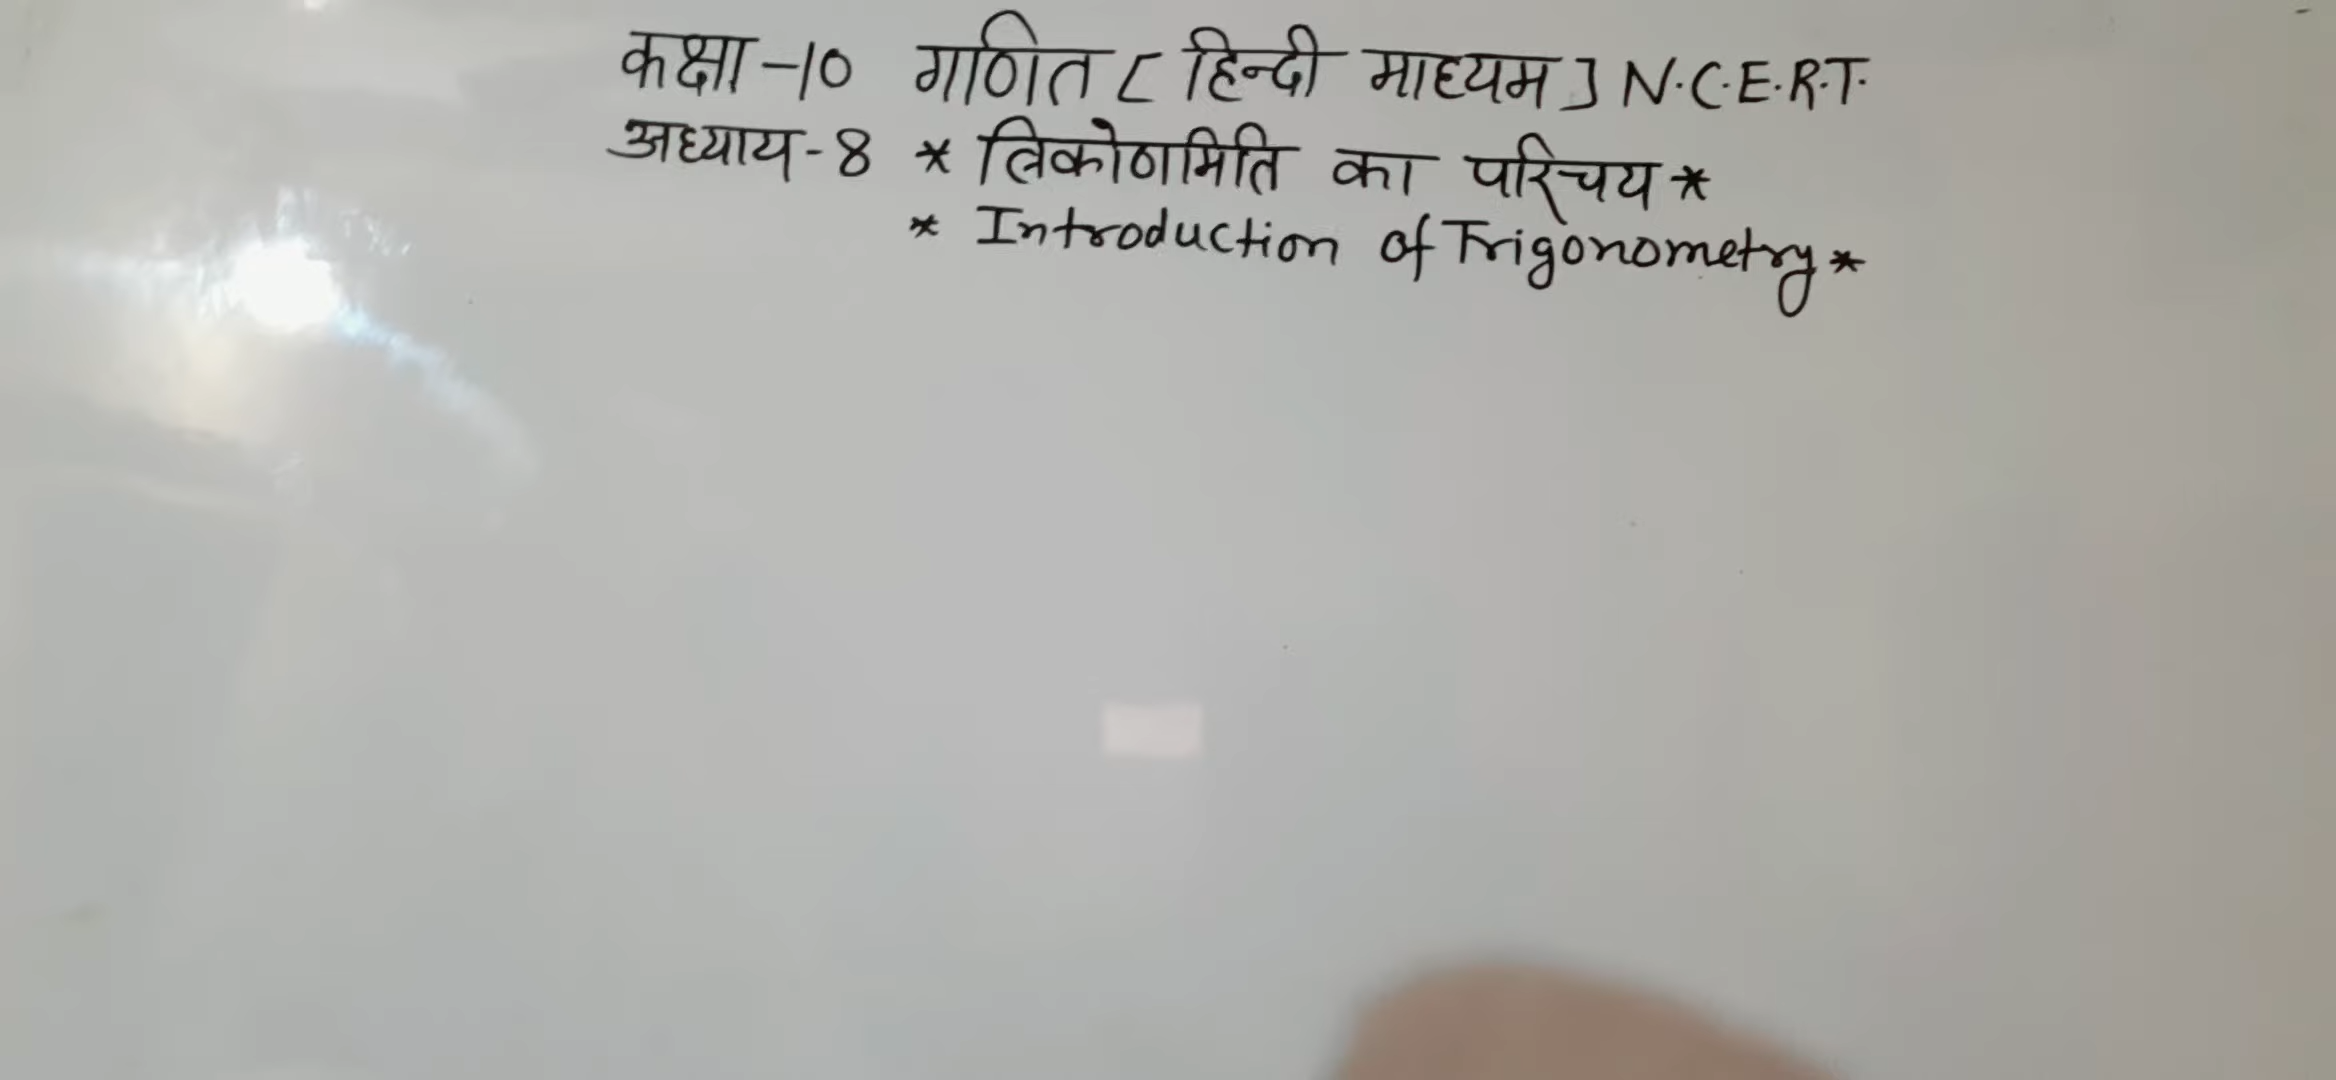 कक्षा -10 गणित [ हिन्दी माध्यम ] N.C.E.R.T.
अध्याय-8 * त्रिकोणमिति का परिचय *
* Introduction of Trigonometry *